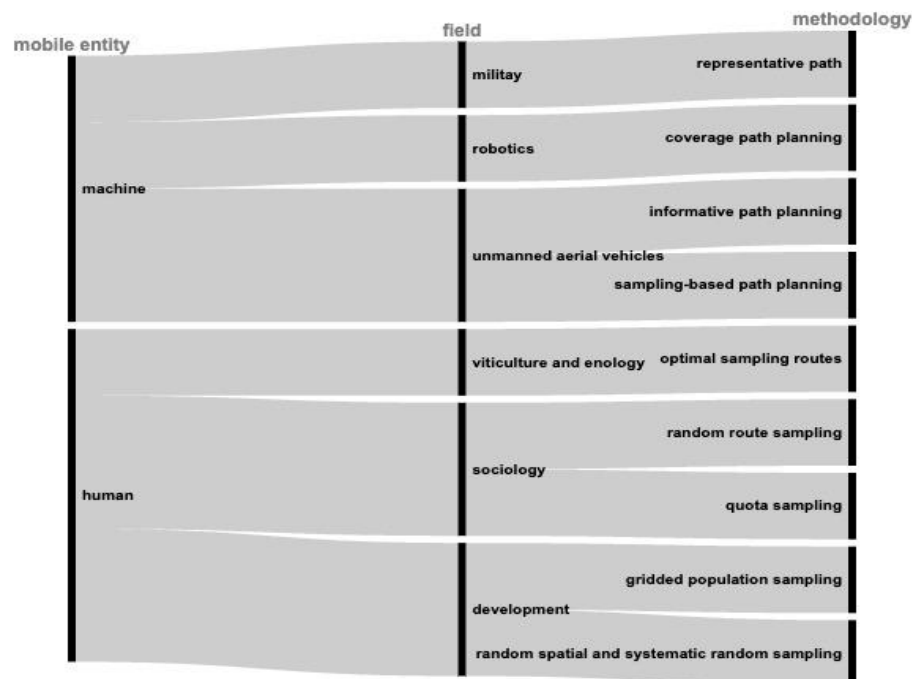 mobile entity
field
methodology
machine
human
militay
robotics
unmanned aerial vehicles
viticulture and enology
sociology
development
representative path
coverage path planning
informative path planning
sampling-based path planning
optimal sampling routes
random route sampling
quota sampling
gridded population sampling
random spatial and systematic random sampling